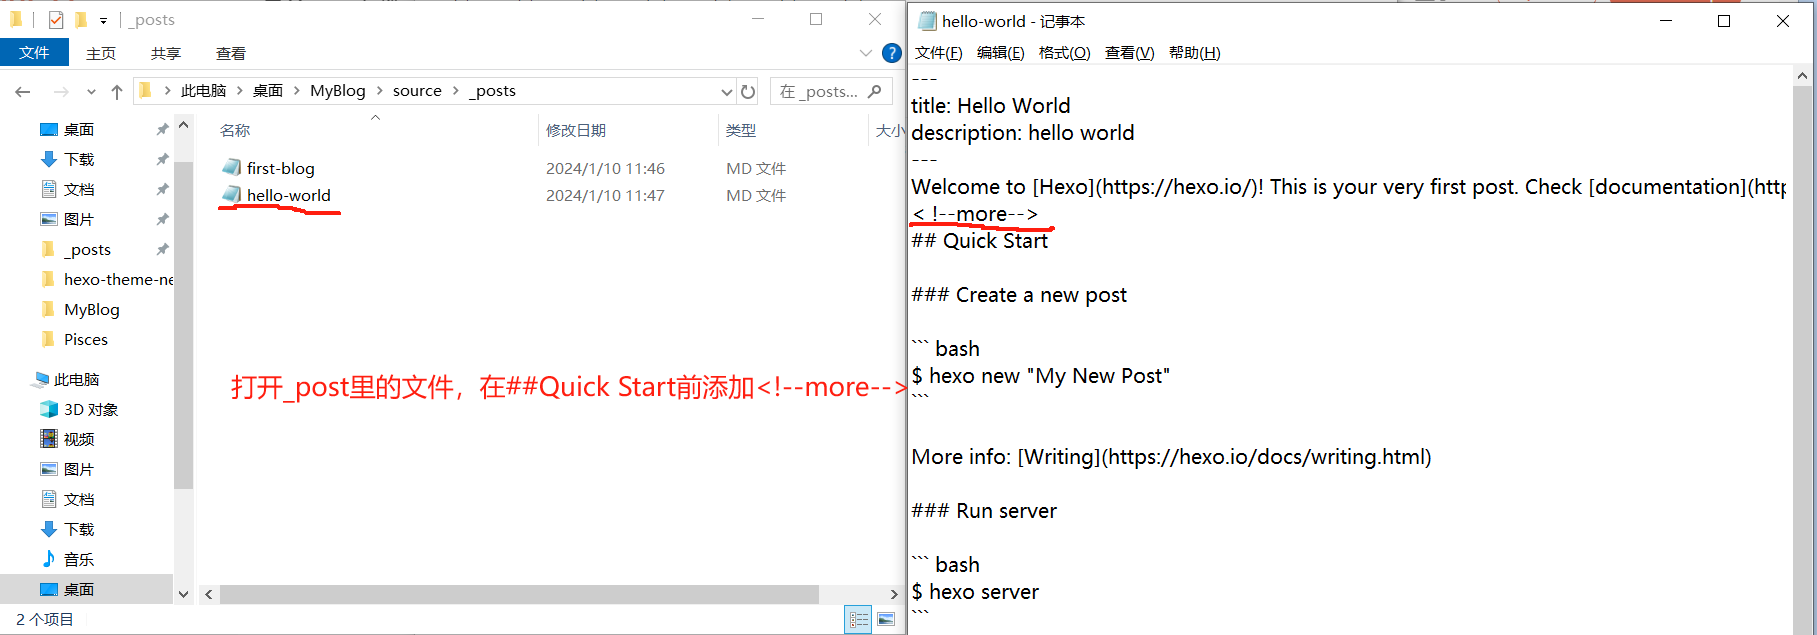 _posts
文件 主页 共享 查看
此电脑 > 桌面 > MyBlog > source > _posts
在 _posts...
桌面
下载
文档
图片
_posts
hexo-theme-ne
MyBlog
Pisces
此电脑
3D 对象
视频
图片
文档
下载
音乐
桌面
名称 修改日期 类型 大小
first-blog 2024/1/10 11:46 MD 文件
hello-world 2024/1/10 11:47 MD 文件
打开_post里的文件，在##Quick Start前添加<!--more-->
2 个项目
hello-world - 记事本
文件(F) 编辑(E) 格式(O) 查看(V) 帮助(H)
---
title: Hello World
description: hello world
---
Welcome to [Hexo](https://hexo.io/)! This is your very first post. Check [documentation](http
< !--more-->
## Quick Start
### Create a new post
``` bash
$ hexo new "My New Post"
```
More info: [Writing](https://hexo.io/docs/writing.html)
### Run server
``` bash
$ hexo server
```